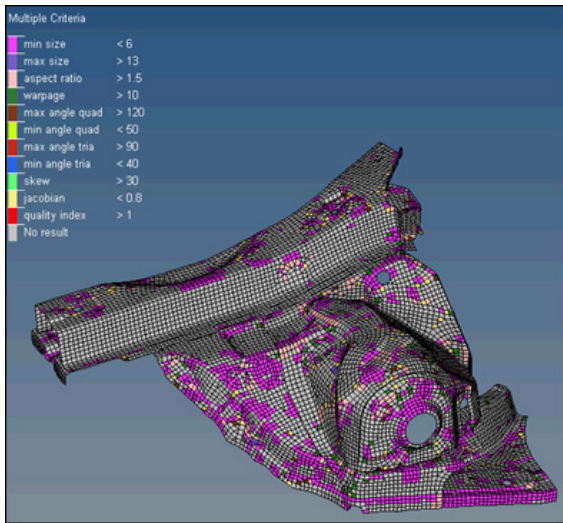 Multiple Criteria
min size < 6
max size > 13
aspect ratio > 1.5
warpage > 10
max angle quad > 120
min angle quad < 50
max angle tria > 90
min angle tria < 40
skew > 30
jacobian < 0.8
quality index > 1
No result